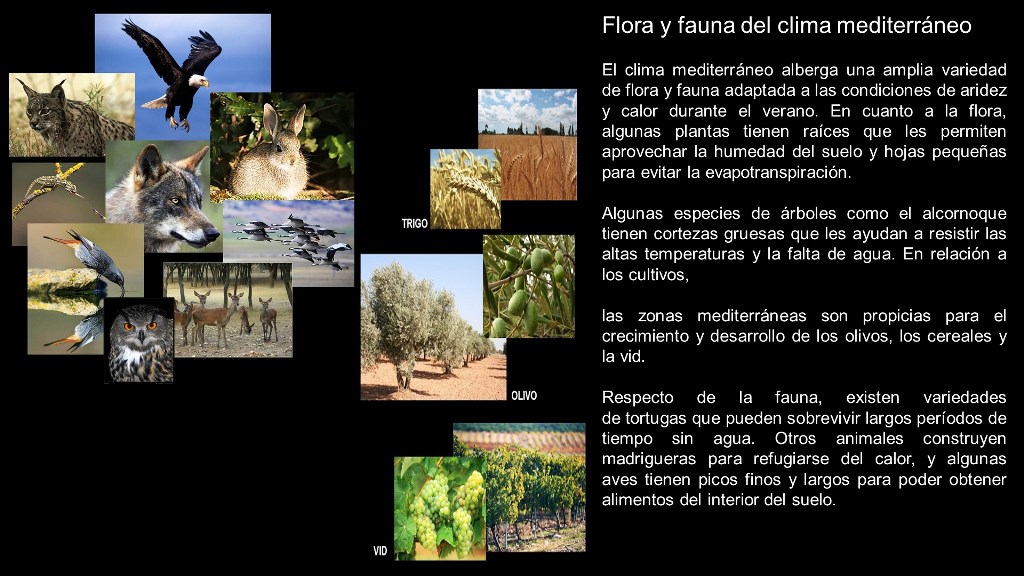 Flora y fauna del clima mediterráneo
El clima mediterráneo alberga una amplia variedad
de flora y fauna adaptada a las condiciones de aridez
y calor durante el verano. En cuanto a la flora,
algunas plantas tienen raíces que les permiten
aprovechar la humedad del suelo y hojas pequeñas
para evitar la evapotranspiración.
Algunas especies de árboles como el alcornoque
tienen cortezas gruesas que les ayudan a resistir las
altas temperaturas y la falta de agua. En relación a
los cultivos,
las zonas mediterráneas son propicias para el
crecimiento y desarrollo de los olivos, los cereales y
la vid.
Respecto de la fauna, existen variedades
de tortugas que pueden sobrevivir largos períodos de
tiempo sin agua. Otros animales construyen
madrigueras para refugiarse del calor, y algunas
aves tienen picos finos y largos para poder obtener
alimentos del interior del suelo.
TRIGO
OLIVO
VID